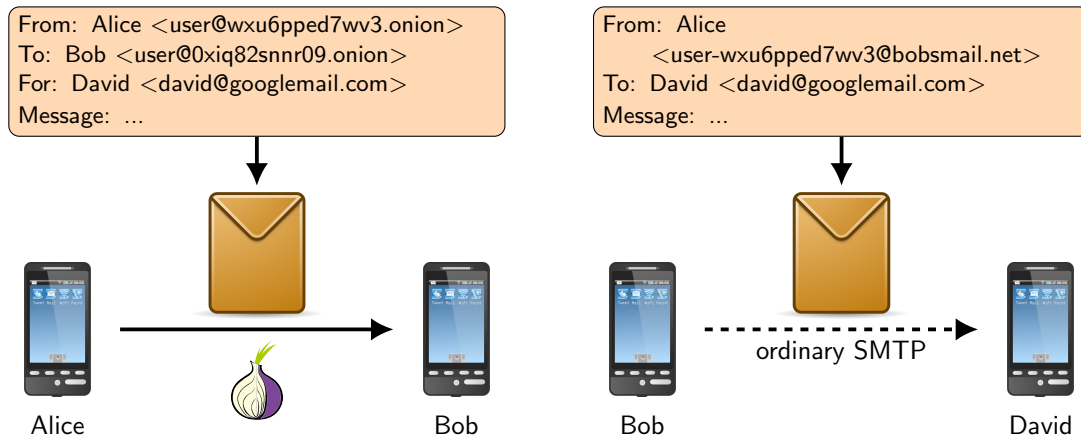 From: Alice <user@wxu6pped7wv3.onion>
To: Bob <user@0xiq82snnr09.onion>
For: David <david@googlemail.com>
Message: ...
From: Alice
<user-wxu6pped7wv3@bobsmail.net>
To: David <david@googlemail.com>
Message: ...
ordinary SMTP
Alice
Bob
Bob
David